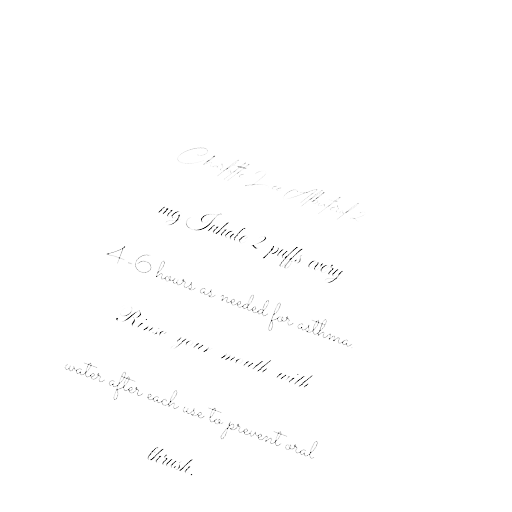 mg Inhale 2 puffs every
4-6 hours as needed for asthma
Rinse your mouth with
water after each use to prevent oral
thrush.